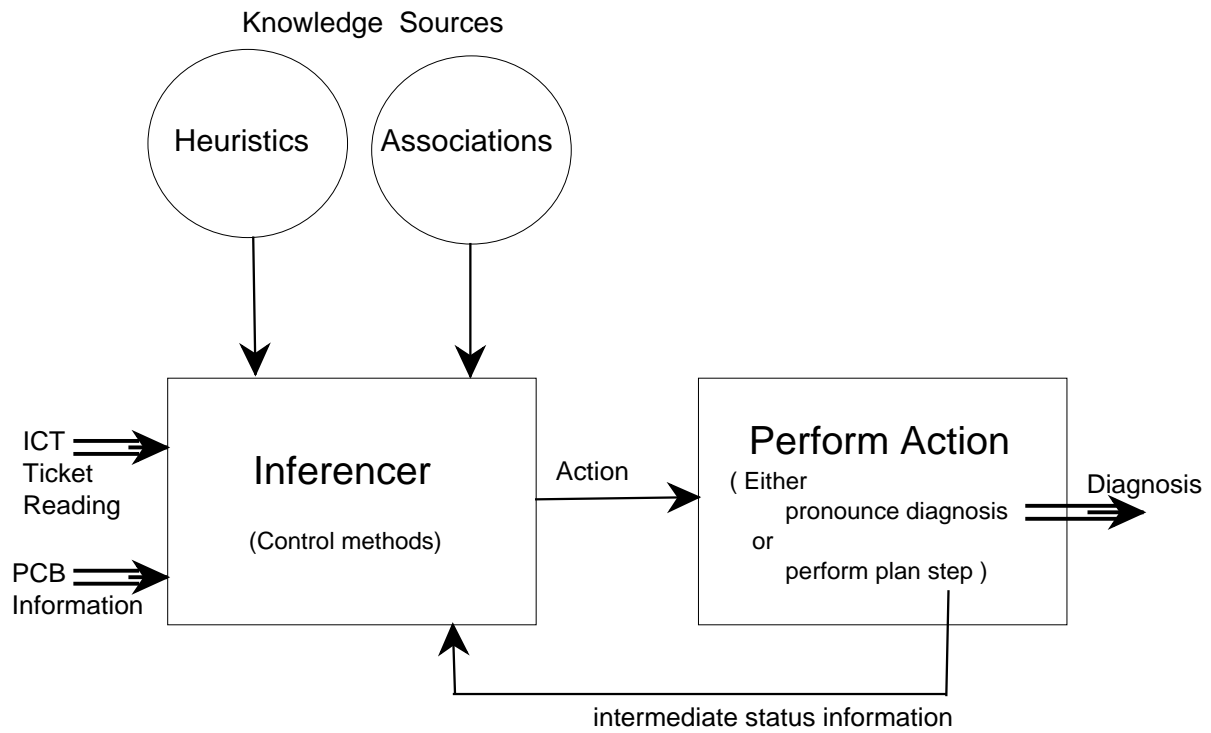 Knowledge Sources
Heuristics
Associations
ICT
Ticket
Reading
PCB
Information
Inferencer
(Control methods)
Action
Perform Action
( Either
pronounce diagnosis
or
perform plan step )
Diagnosis
intermediate status information